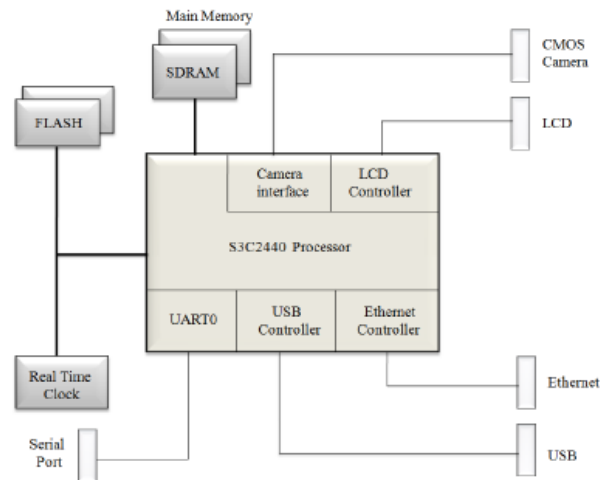 Main Memory
SDRAM
CMOS
Camera
FLASH
LCD
Camera
interface
LCD
Controller
S3C2440 Processor
UART0
USB
Controller
Ethernet
Controller
Real Time
Clock
Ethernet
Serial
Port
USB